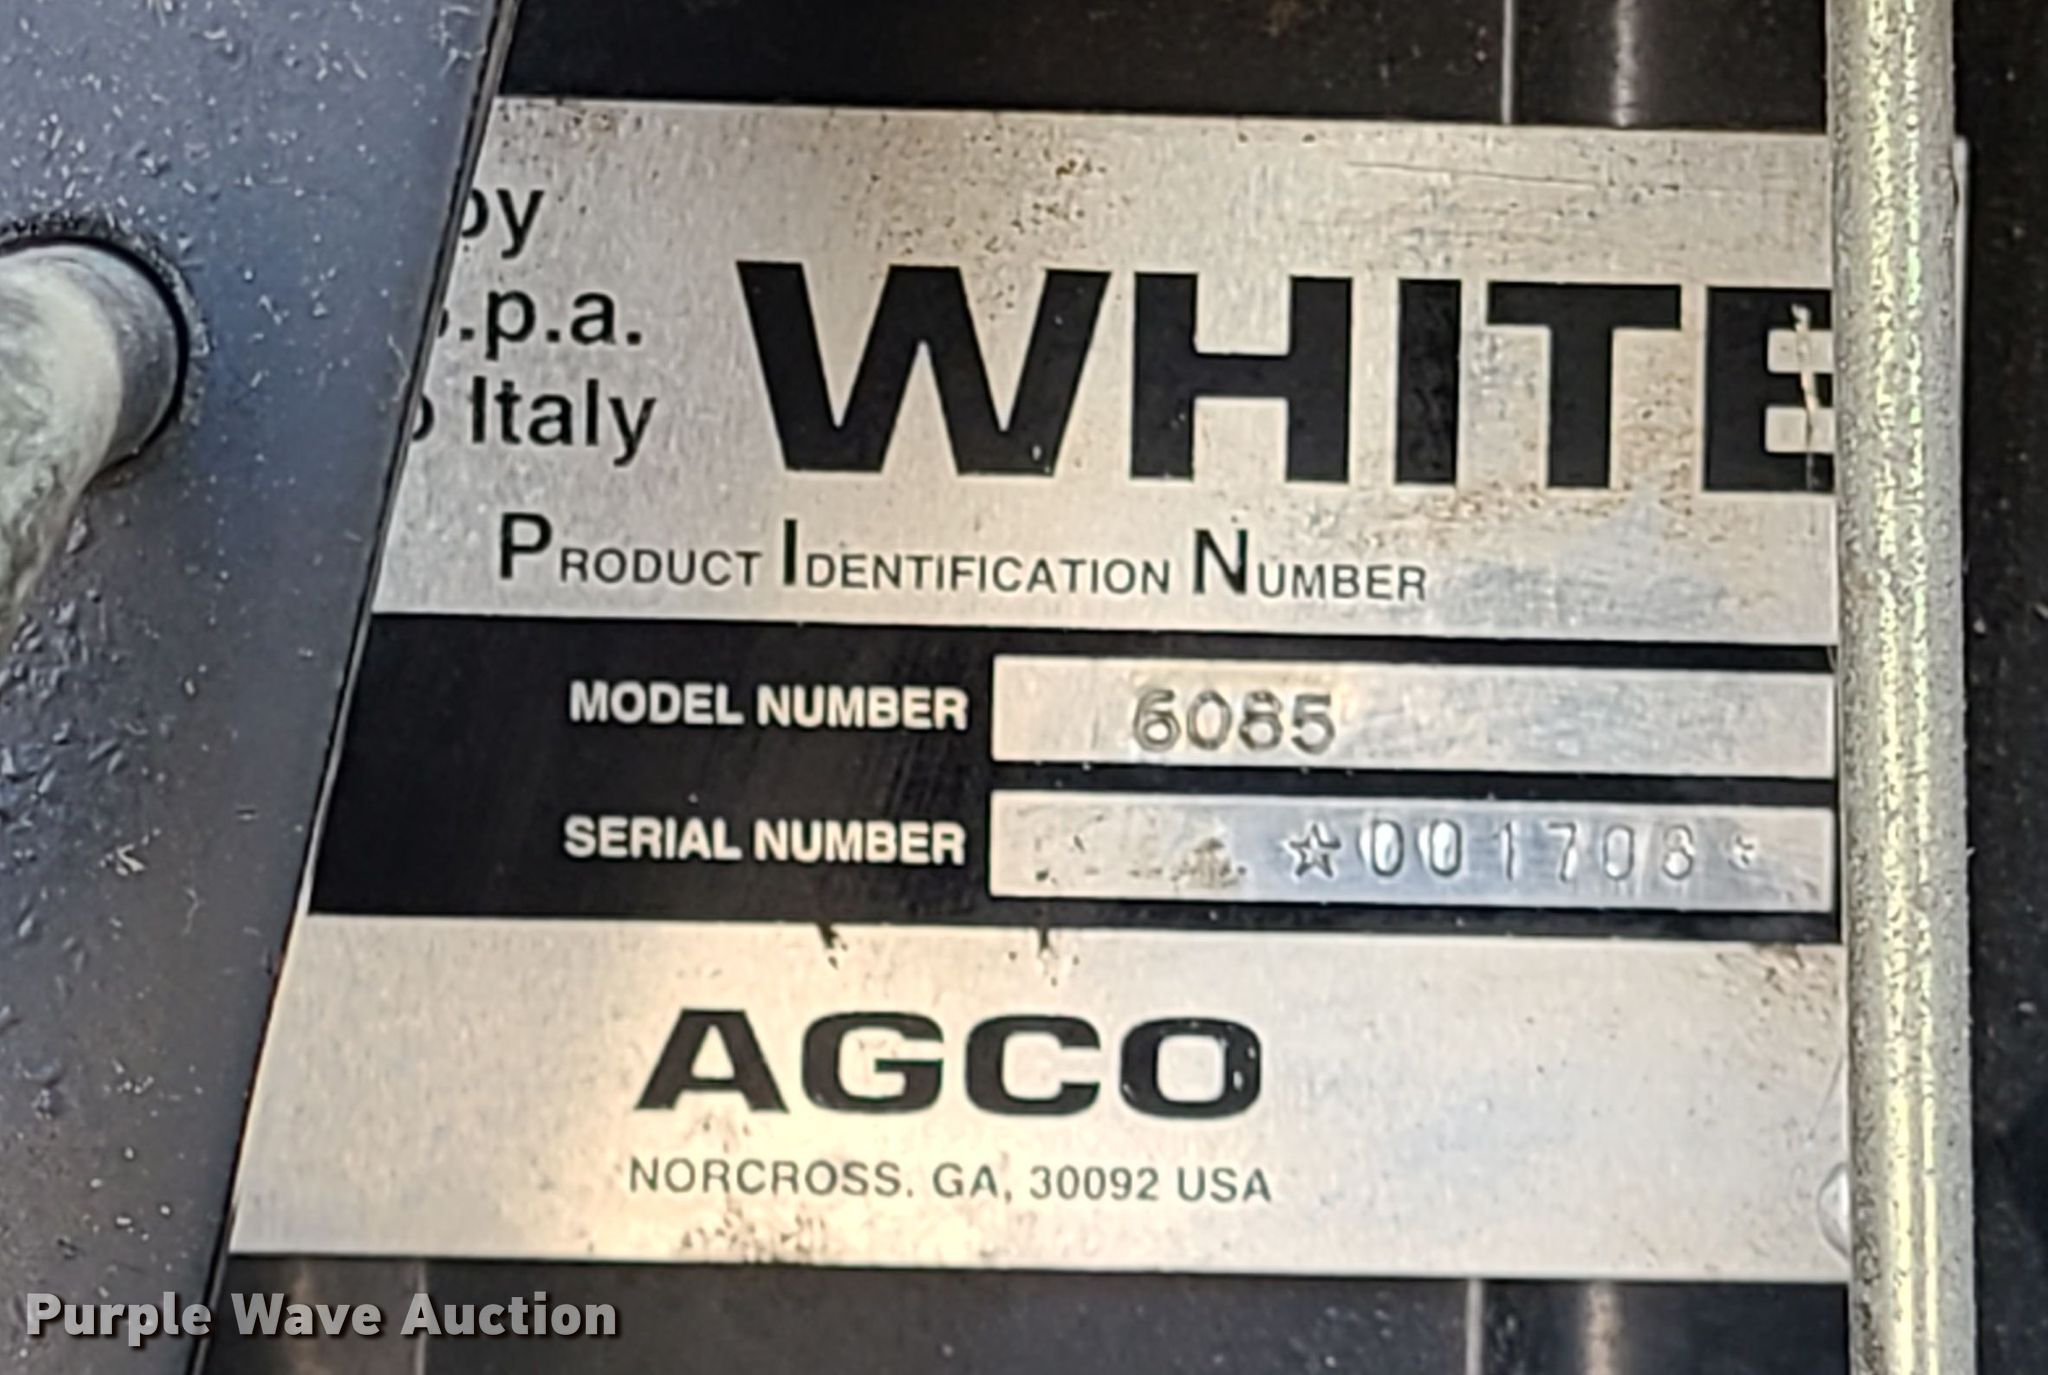 by
s.p.a.
Italy
WHITE
PRODUCT IDENTIFICATION NUMBER
MODEL NUMBER 6085
SERIAL NUMBER ☆001708☆
AGCO
NORCROSS. GA, 30092 USA
Purple Wave Auction